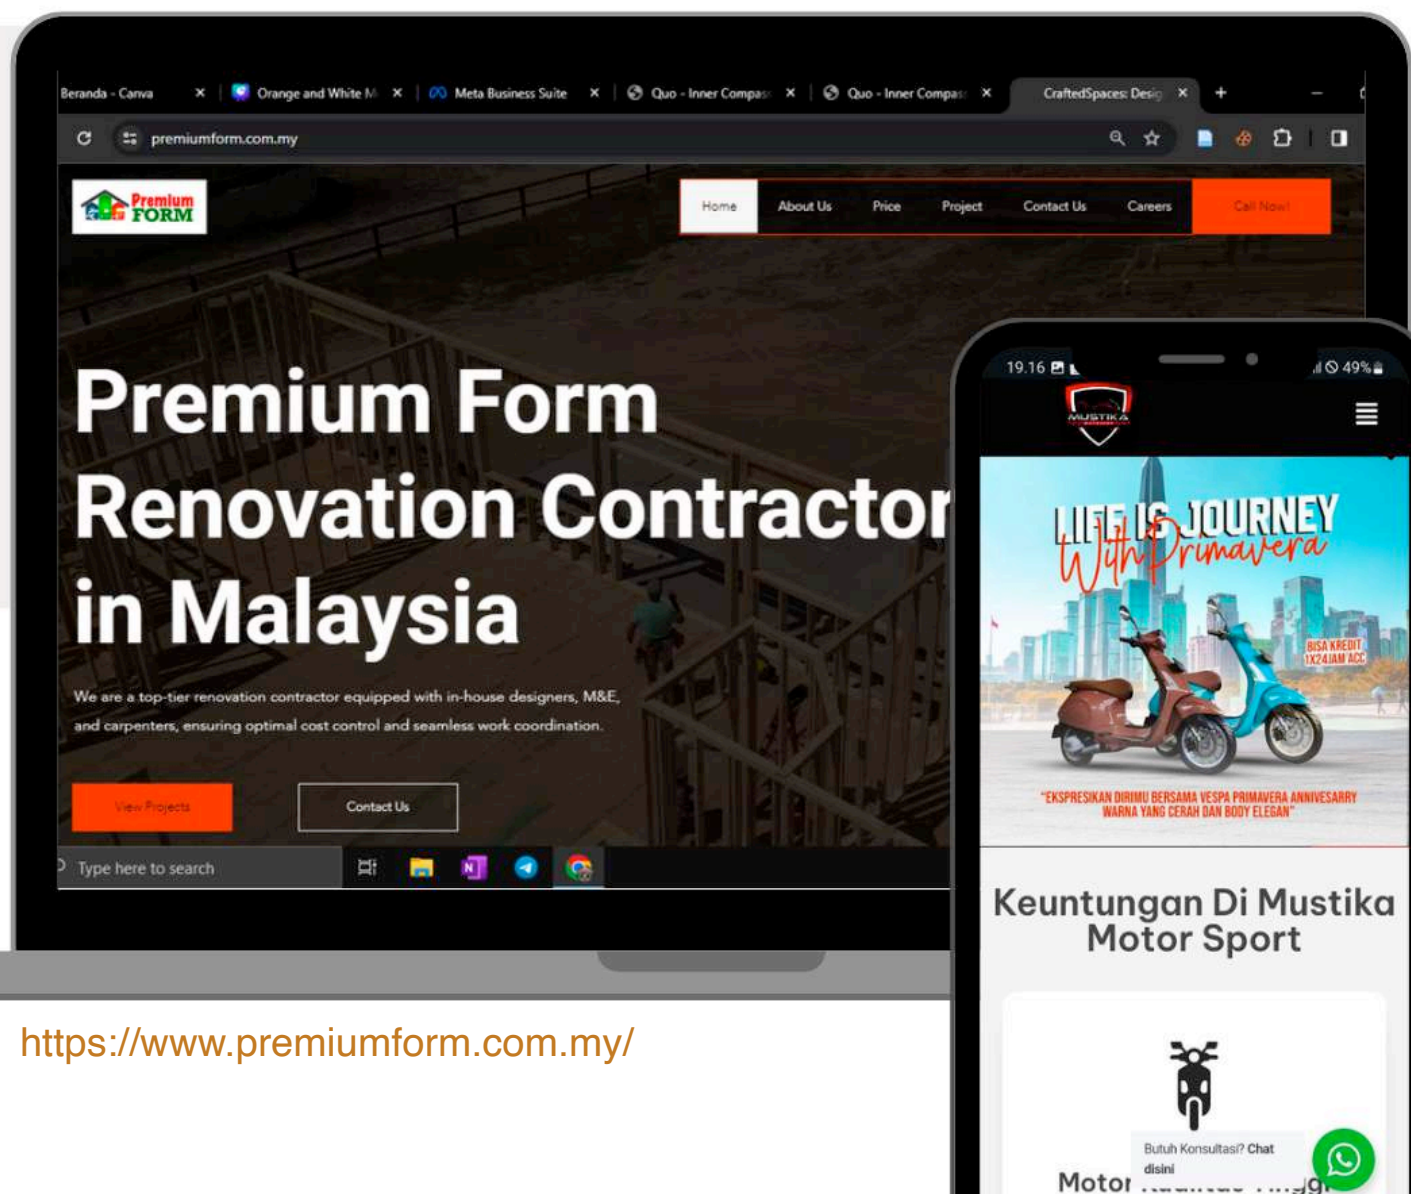 Beranda - Canva
Orange and White M
Meta Business Suite
Quo - Inner Compass
Quo - Inner Compas
CraftedSpaces: Desig
premiumform.com.my
Premium
FORM
Home
About Us
Price
Project
Contact Us
Careers
Call Now!
Premium Form
Renovation Contractor
in Malaysia
We are a top-tier renovation contractor equipped with in-house designers, M&E,
and carpenters, ensuring optimal cost control and seamless work coordination.
View Projects
Contact Us
Type here to search
https://www.premiumform.com.my/
19.16
49%
MUSTIKA
LIFE IS JOURNEY
With Primavera
BISA KREDIT
1X24JAM ACC
"EKSPRESIKAN DIRIMU BERSAMA VESPA PRIMAVERA ANNIVESARRY
WARNA YANG CERAH DAN BODY ELEGAN"
Keuntungan Di Mustika
Motor Sport
Butuh Konsultasi? Chat
disini
Motor